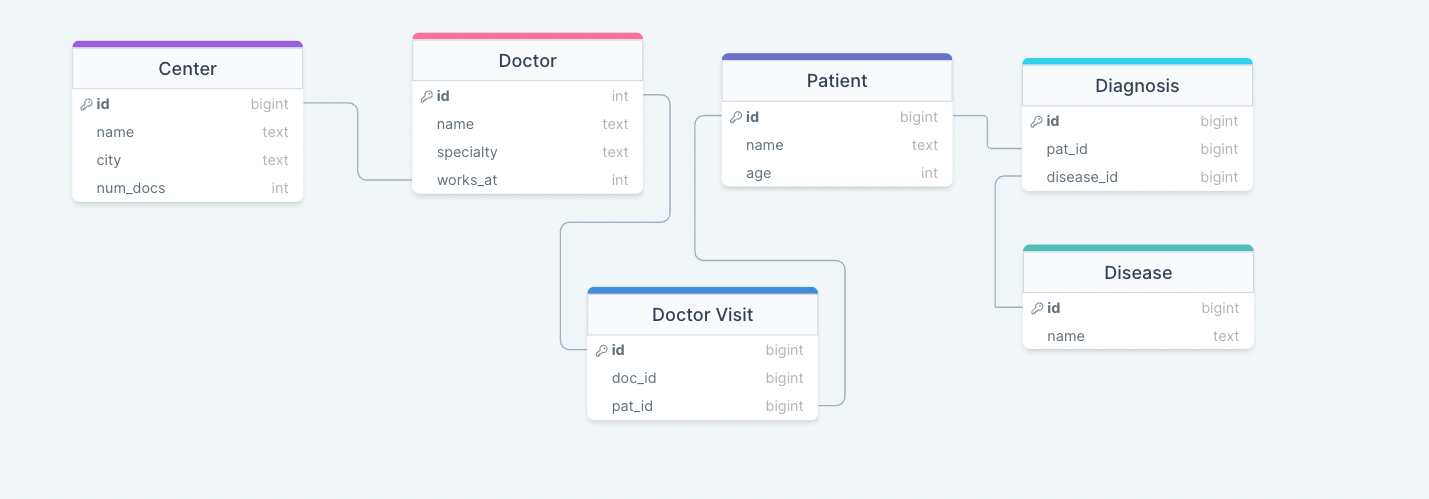 Center
id bigint
name text
city text
num_docs int
Doctor
id int
name text
specialty text
works_at int
Patient
id bigint
name text
age int
Diagnosis
id bigint
pat_id bigint
disease_id bigint
Doctor Visit
id bigint
doc_id bigint
pat_id bigint
Disease
id bigint
name text